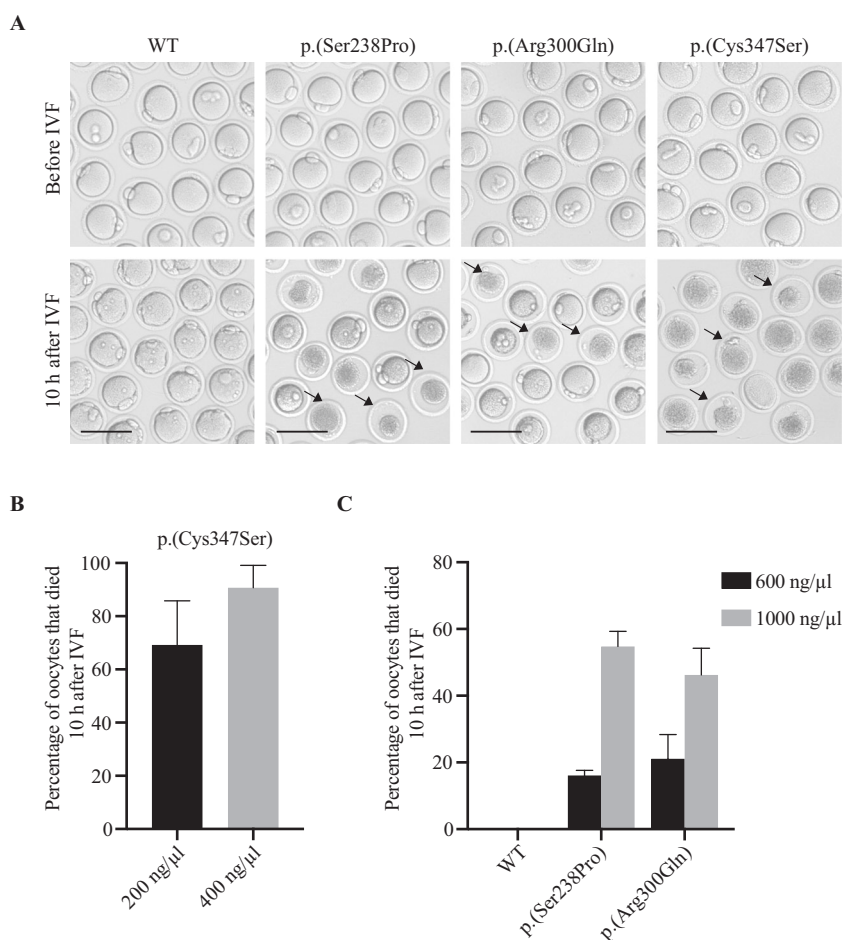 A
WT
p.(Ser238Pro)
p.(Arg300Gln)
p.(Cys347Ser)
Before IVF
10 h after IVF
B
p.(Cys347Ser)
Percentage of oocytes that died
10 h after IVF
100
80
60
40
20
0
200 ng/µl
400 ng/µl
C
Percentage of oocytes that died
10 h after IVF
80
60
40
20
0
WT
p.(Ser238Pro)
p.(Arg300Gln)
600 ng/µl
1000 ng/µl